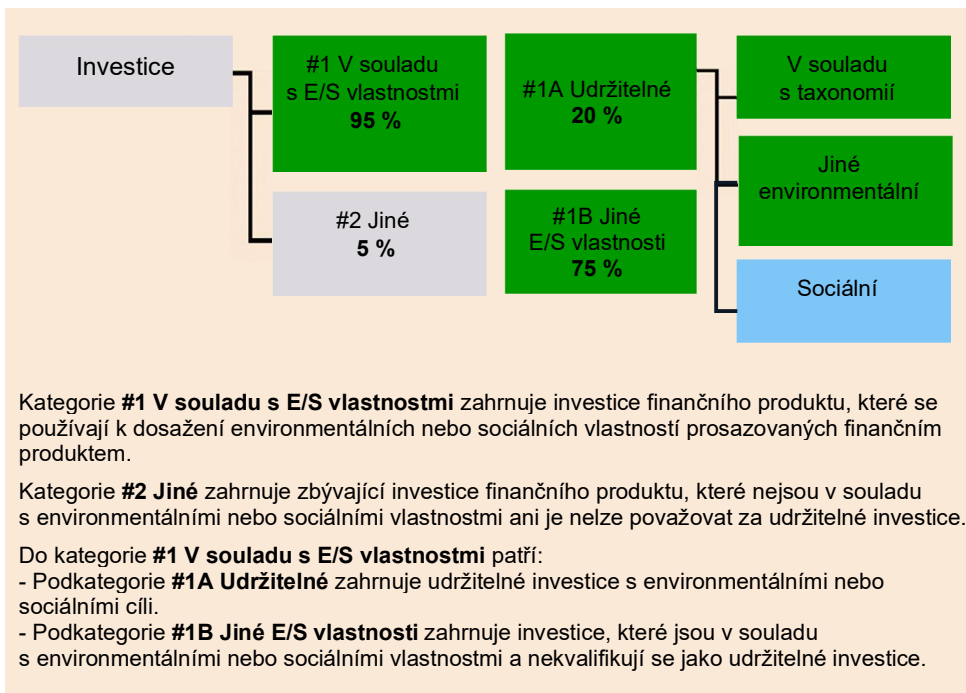 Investice
#1 V souladu
s E/S vlastnostmi
95 %
#2 Jiné
5 %
#1A Udržitelné
20 %
#1B Jiné
E/S vlastnosti
75 %
V souladu
s taxonomií
Jiné
environmentální
Sociální
Kategorie #1 V souladu s E/S vlastnostmi zahrnuje investice finančního produktu, které se
používají k dosažení environmentálních nebo sociálních vlastností prosazovaných finančním
produktem.
Kategorie #2 Jiné zahrnuje zbývající investice finančního produktu, které nejsou v souladu
s environmentálními nebo sociálními vlastnostmi ani je nelze považovat za udržitelné investice.
Do kategorie #1 V souladu s E/S vlastnostmi patří:
- Podkategorie #1A Udržitelné zahrnuje udržitelné investice s environmentálními nebo
sociálními cíli.
- Podkategorie #1B Jiné E/S vlastnosti zahrnuje investice, které jsou v souladu
s environmentálními nebo sociálními vlastnostmi a nekvalifikují se jako udržitelné investice.